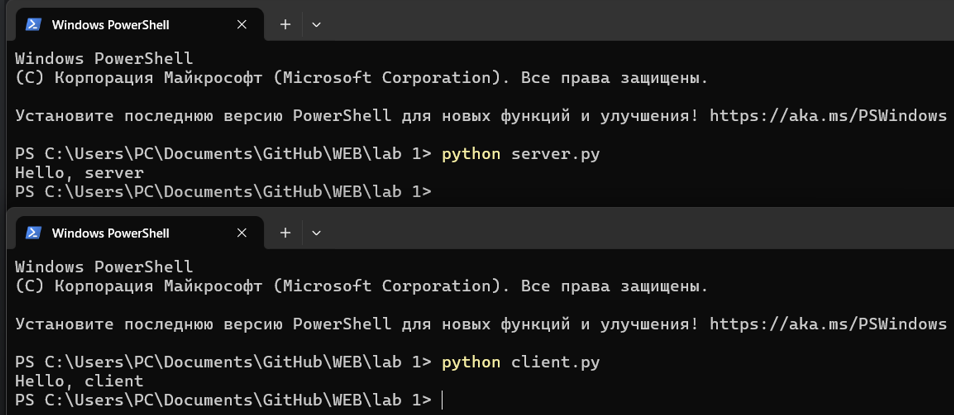 Windows PowerShell
Windows PowerShell
(C) Корпорация Майкрософт (Microsoft Corporation). Все права защищены.
Установите последнюю версию PowerShell для новых функций и улучшения! https://aka.ms/PSWindows
PS C:\Users\PC\Documents\GitHub\WEB\lab 1> python server.py
Hello, server
PS C:\Users\PC\Documents\GitHub\WEB\lab 1>
Windows PowerShell
Windows PowerShell
(C) Корпорация Майкрософт (Microsoft Corporation). Все права защищены.
Установите последнюю версию PowerShell для новых функций и улучшения! https://aka.ms/PSWindows
PS C:\Users\PC\Documents\GitHub\WEB\lab 1> python client.py
Hello, client
PS C:\Users\PC\Documents\GitHub\WEB\lab 1>